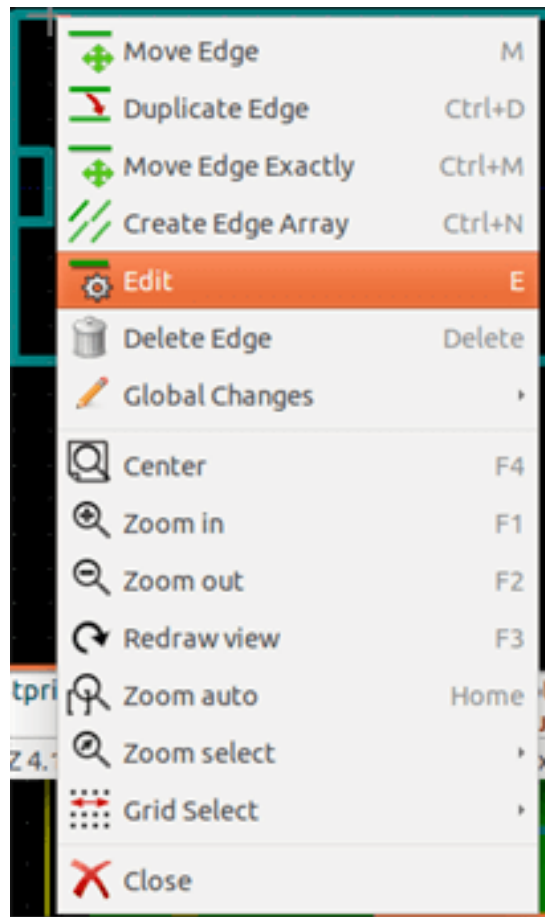 Move Edge M
Duplicate Edge Ctrl+D
Move Edge Exactly Ctrl+M
Create Edge Array Ctrl+N
Edit E
Delete Edge Delete
Global Changes
Center F4
Zoom in F1
Zoom out F2
Redraw view F3
tpri Zoom auto Home
Z 4. Zoom select
Grid Select
Close